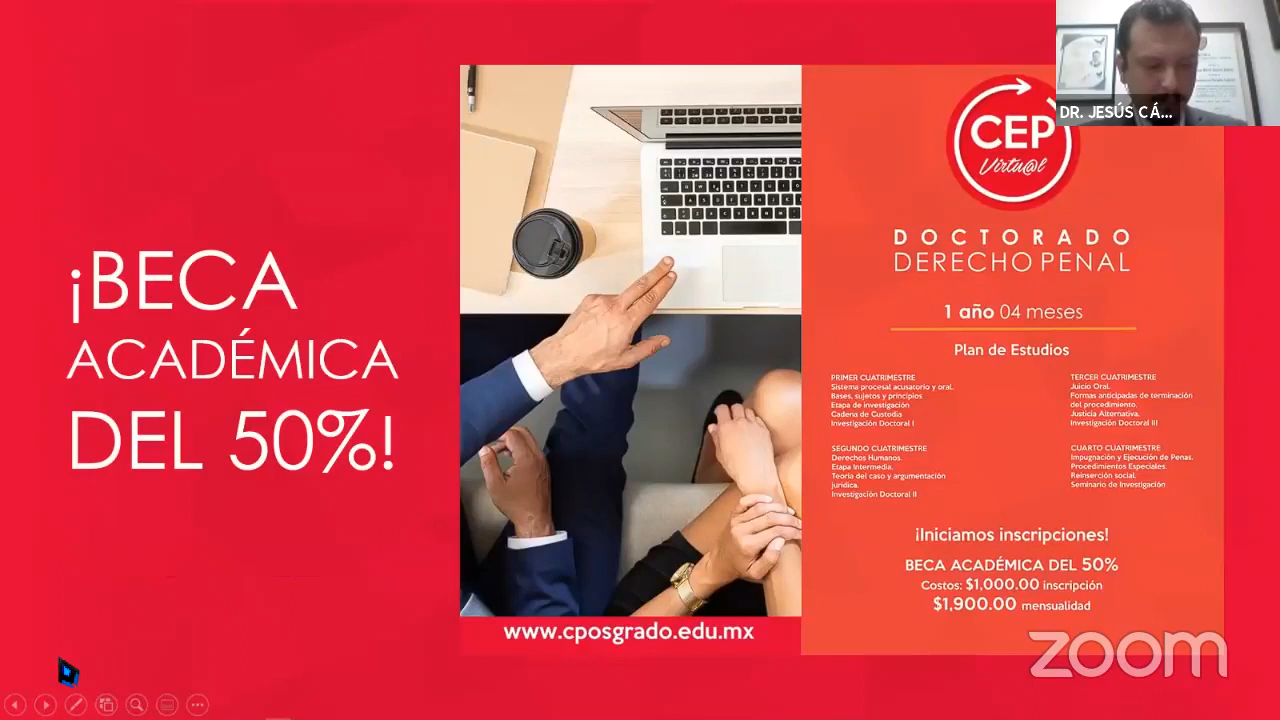 ¡BECA
ACADÉMICA
DEL 50%!
www.cposgrado.edu.mx
DR. JESÚS CÁ...
CEP
Virtu@l
DOCTORADO
DERECHO PENAL
1 año 04 meses
Plan de Estudios
PRIMER CUATRIMESTRE
Sistema procesal acusatorio y oral.
Bases, sujetos y principios
Etapa de investigación
Cadena de Custodia
Investigación Doctoral I
SEGUNDO CUATRIMESTRE
Derechos Humanos.
Etapa Intermedia.
Teoría del caso y argumentación
jurídica.
Investigación Doctoral II
TERCER CUATRIMESTRE
Juicio Oral.
Formas anticipadas de terminación
del procedimiento.
Justicia Alternativa.
Investigación Doctoral III
CUARTO CUATRIMESTRE
Impugnación y Ejecución de Penas.
Procedimientos Especiales.
Reinserción social.
Seminario de Investigación
¡Iniciamos inscripciones!
BECA ACADÉMICA DEL 50%
Costos: $1,000.00 inscripción
$1,900.00 mensualidad
zoom